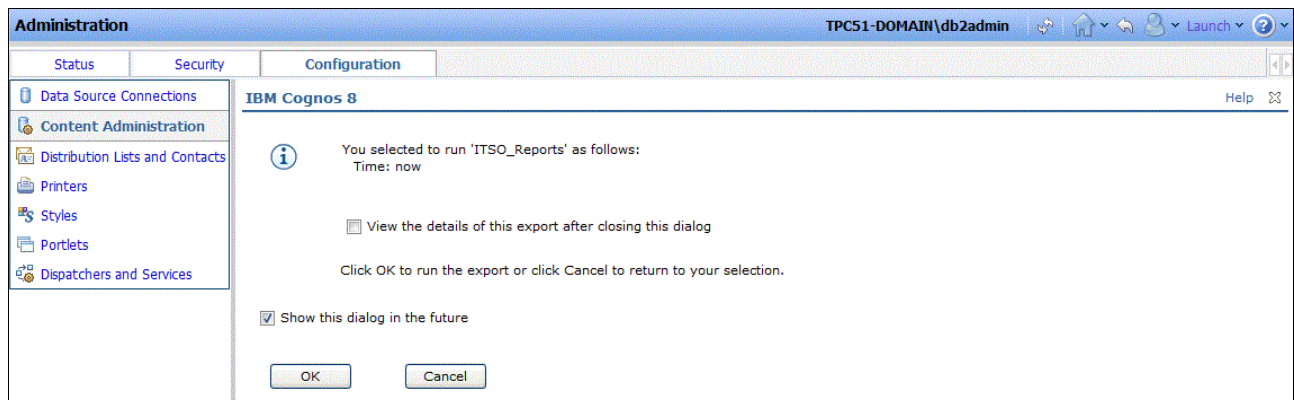 Administration TPC51-DOMAIN\db2admin Launch ?
Status Security Configuration
Data Source Connections
Content Administration
Distribution Lists and Contacts
Printers
Styles
Portlets
Dispatchers and Services
IBM Cognos 8 Help
You selected to run 'ITSO_Reports' as follows:
Time: now
View the details of this export after closing this dialog
Click OK to run the export or click Cancel to return to your selection.
Show this dialog in the future
OK Cancel